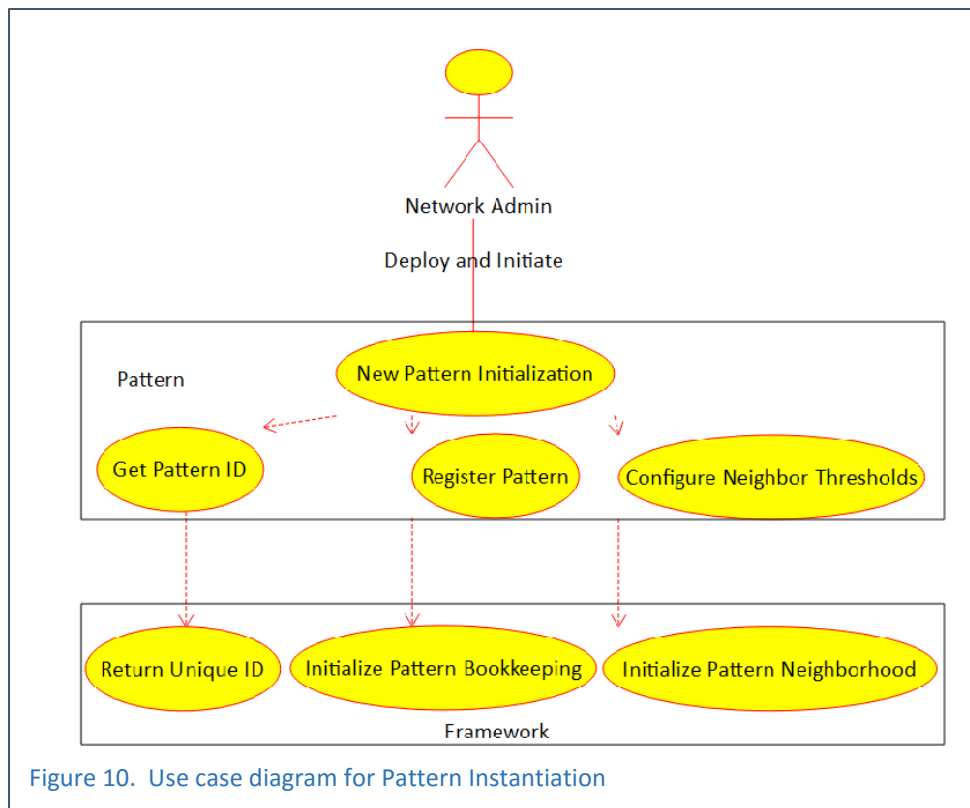 Network Admin
Deploy and Initiate
New Pattern Initialization
Pattern
Get Pattern ID
Register Pattern
Configure Neighbor Thresholds
Return Unique ID
Initialize Pattern Bookkeeping
Initialize Pattern Neighborhood
Framework
Figure 10. Use case diagram for Pattern Instantiation